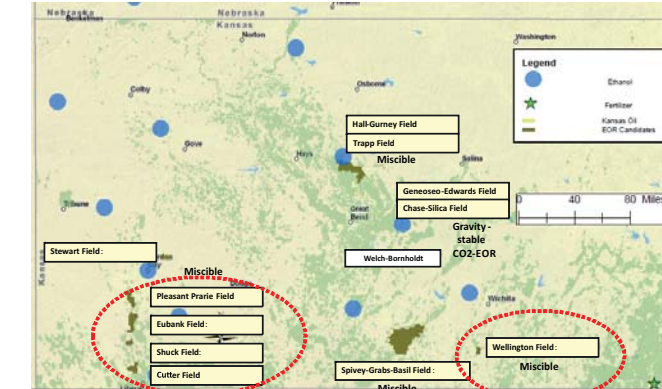 Nebraska
Nebraska
Kansas
Norton
Washington
Legend
Ethanol
Fertilizer
Kansas Oil
EOR Candidates
Colby
Osborne
Hall-Gurney Field
Trapp Field
Miscible
Gove
Hays
Salina
Geneoseo-Edwards Field
Chase-Silica Field
0 40 80 Miles
Tribune
Great
Bend
Gravity -
stable
CO2-EOR
Stewart Field:
Welch-Bornholdt
Kansas
Miscible
Pleasant Prarie Field
Wichita
Eubank Field:
Shuck Field:
Wellington Field:
Miscible
Cutter Field
Spivey-Grabs-Basil Field:
Miscible